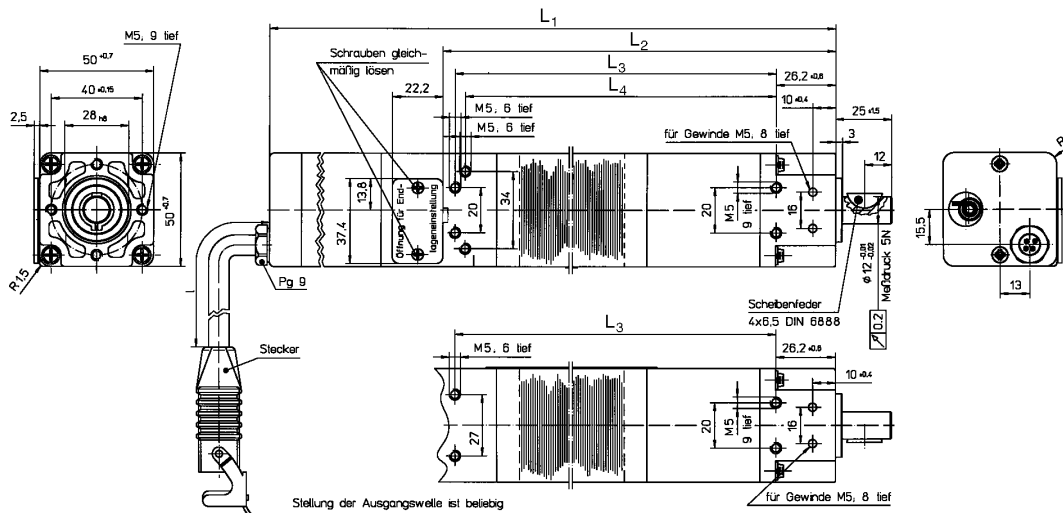 L1
M5, 9 tief
L2
Schrauben gleich-
mäßig lösen
50 +0,7
L3
26,2 +0,6
40 +0,15
22,2
L4
10 +0,4
25 ±1,5
28 h8
M5, 6 tief
M5, 6 tief
für Gewinde M5, 8 tief
3
2,5
12
13,8
37,4
Öffnung für End-
lageneinstellung
20
34
20
M5
9 tief
16
50 +0,7
15,5
R 1,5
Pg 9
l
13
⌀ 12 -0,01 -0,02
Meßdruck 5N
0,2
Scheibenfeder
4x6,5 DIN 6888
Stecker
L3
M5, 6 tief
26,2 +0,6
10 +0,4
27
20
M5
9 tief
16
Stellung der Ausgangswelle ist beliebig
für Gewinde M5, 8 tief